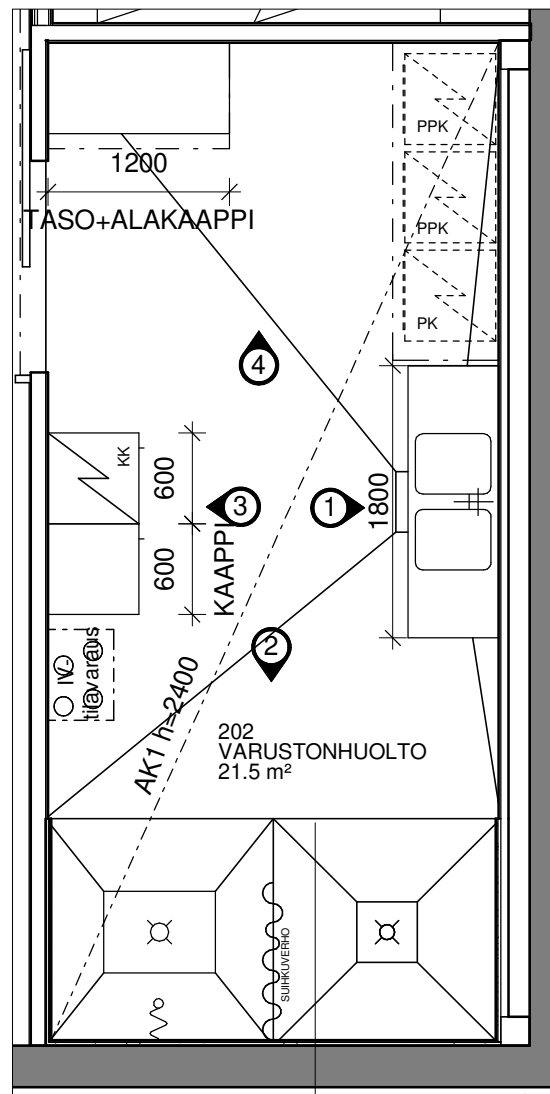 PPK
1200
PPK
TASO+ALAKAAPPI
PK
4
KK
600
3
1
1800
600
KAAPPI
2
IV-
tilavaraus
AK1 h=2400
202
VARUSTONHUOLTO
21.5 m²
SUIHKUVERHO